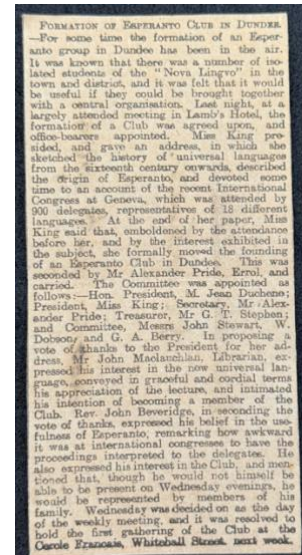 FORMATION OF ESPERANTO CLUB IN DUNDEE.
—For some time the formation of an Esper-
anto group in Dundee has been in the air.
It was known that there was a number of iso-
lated students of the "Nova Lingvo" in the
town and district, and it was felt that it would
be useful if they could be brought together
with a central organisation. Last night, at a
largely attended meeting in Lamb's Hotel, the
formation of a Club was agreed upon, and
office-bearers appointed. Miss King pre-
sided, and gave an address, in which she
sketched the history of universal languages
from the sixteenth century onwards, described
the origin of Esperanto, and devoted some
time to an account of the recent International
Congress at Geneva, which was attended by
900 delegates, representatives of 18 different
languages. At the end of her paper, Miss
King said that, emboldened by the attendance
before her, and by the interest exhibited in
the subject, she formally moved the founding
of an Esperanto Club in Dundee. This was
seconded by Mr Alexander Pride, Errol, and
carried. The Committee was appointed as
follows:—Hon. President, M. Jean Duchene;
President, Miss King; Secretary, Mr Alex-
ander Pride; Treasurer, Mr G. T. Stephen;
and Committee, Messrs John Stewart, W.
Dobson, and G. A. Berry. In proposing a
vote of thanks to the President for her ad-
dress, Mr John Maclauchlan, Librarian, ex-
pressed his interest in the now universal lan-
guage, conveyed in graceful and cordial terms
his appreciation of the lecture, and intimated
his intention of becoming a member of the
Club. Rev. John Beveridge, in seconding the
vote of thanks, expressed his belief in the use-
fulness of Esperanto, remarking how awkward
it was at international congresses to have the
proceedings interpreted to the delegates. He
also expressed his interest in the Club, and men-
tioned that, though he would not himself be
able to be present on Wednesday evenings, he
would be represented by members of his
family. Wednesday was decided on as the day
of the weekly meeting, and it was resolved to
hold the first gathering of the Club at the
Francais, Whitehall Street, next week.